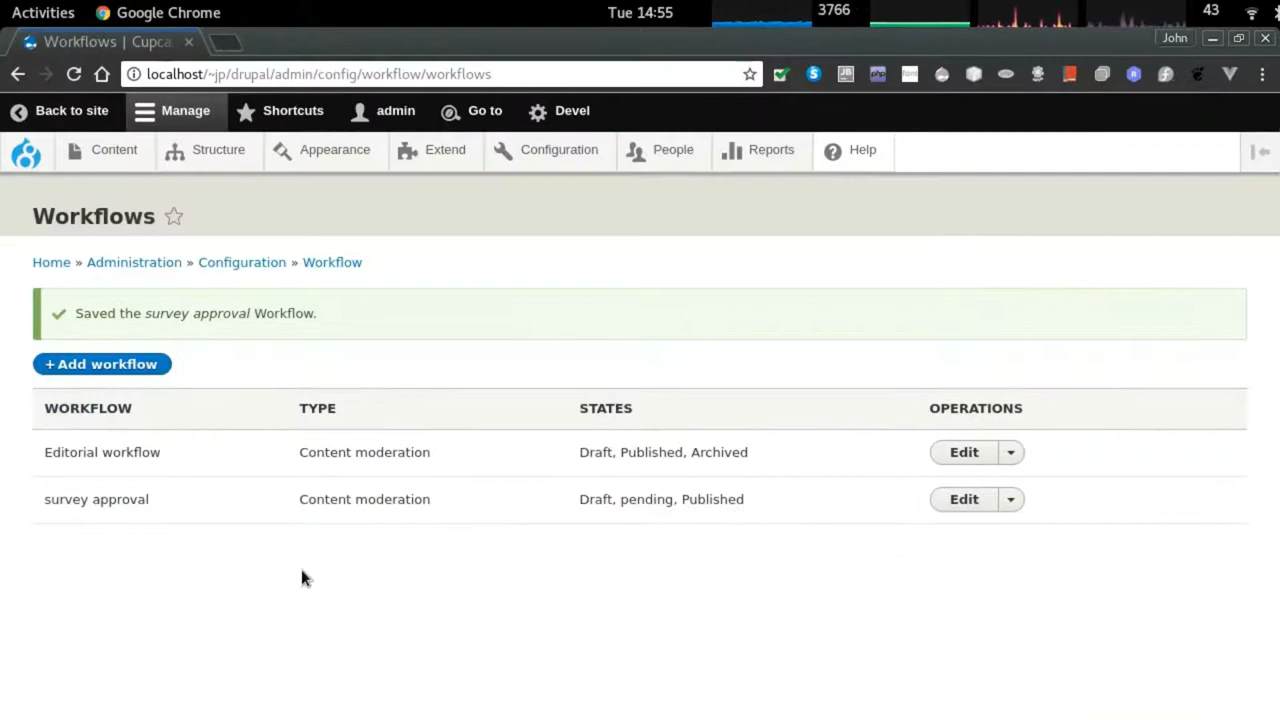 Activities Google Chrome Tue 14:55 3766 43
Workflows | Cupca John
localhost/~jp/drupal/admin/config/workflow/workflows
Back to site Manage Shortcuts admin Go to Devel
Content Structure Appearance Extend Configuration People Reports Help
Workflows
Home » Administration » Configuration » Workflow
Saved the survey approval Workflow.
+ Add workflow
WORKFLOW TYPE STATES OPERATIONS
Editorial workflow Content moderation Draft, Published, Archived Edit
survey approval Content moderation Draft, pending, Published Edit